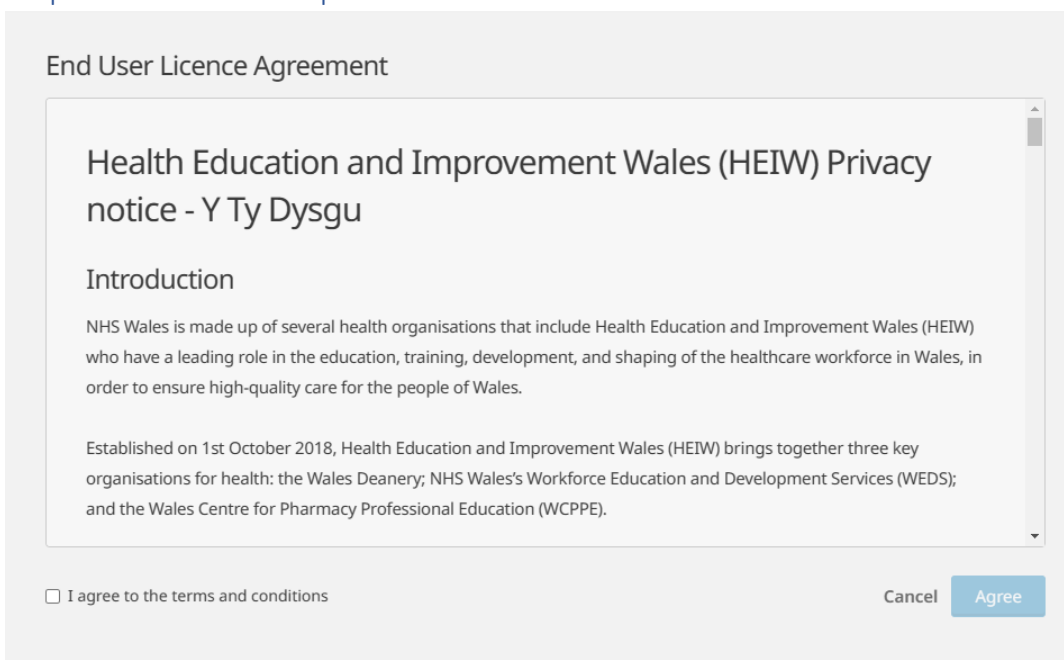 End User Licence Agreement
Health Education and Improvement Wales (HEIW) Privacy
notice - Y Ty Dysgu
Introduction
NHS Wales is made up of several health organisations that include Health Education and Improvement Wales (HEIW)
who have a leading role in the education, training, development, and shaping of the healthcare workforce in Wales, in
order to ensure high-quality care for the people of Wales.
Established on 1st October 2018, Health Education and Improvement Wales (HEIW) brings together three key
organisations for health: the Wales Deanery; NHS Wales's Workforce Education and Development Services (WEDS);
and the Wales Centre for Pharmacy Professional Education (WCPPE).
I agree to the terms and conditions
Cancel Agree